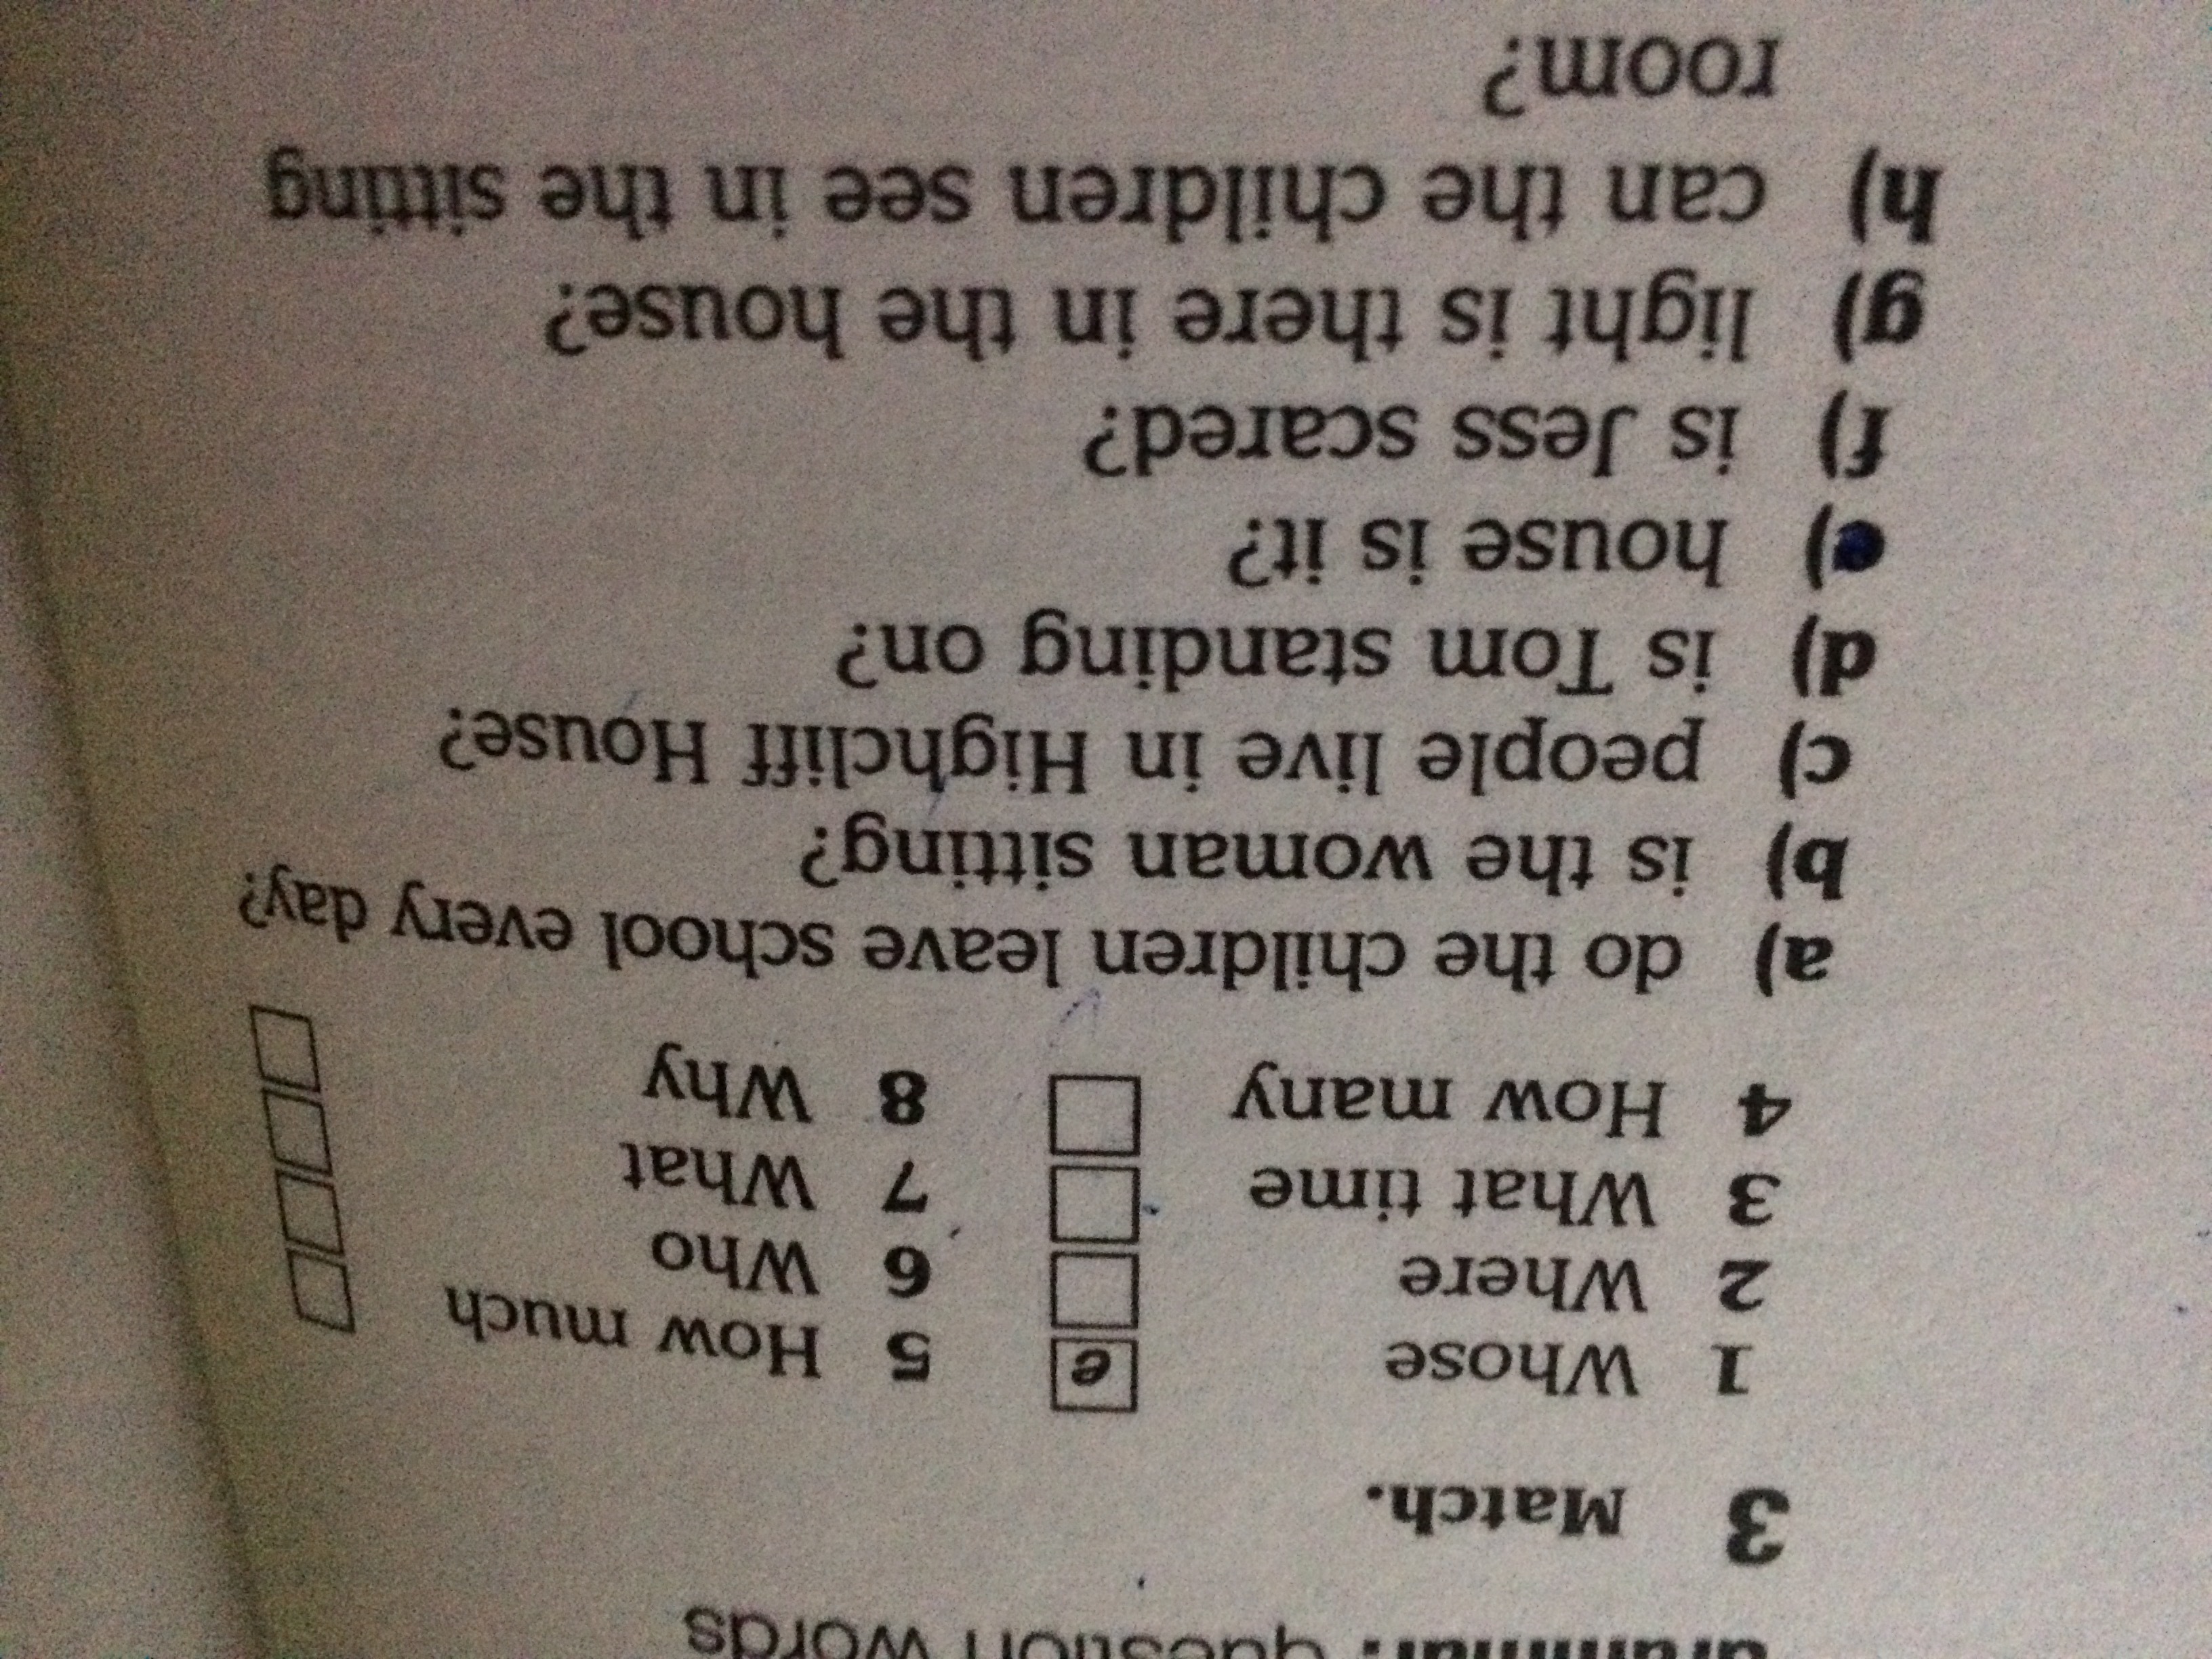 Grammar: question words
3 Match.
1 Whose e 5 How much
2 Where 6 Who
3 What time 7 What
4 How many 8 Why
a) do the children leave school every day?
b) is the woman sitting?
c) people live in Highcliff House?
d) is Tom standing on?
e) house is it?
f) is Jess scared?
g) light is there in the house?
h) can the children see in the sitting
room?